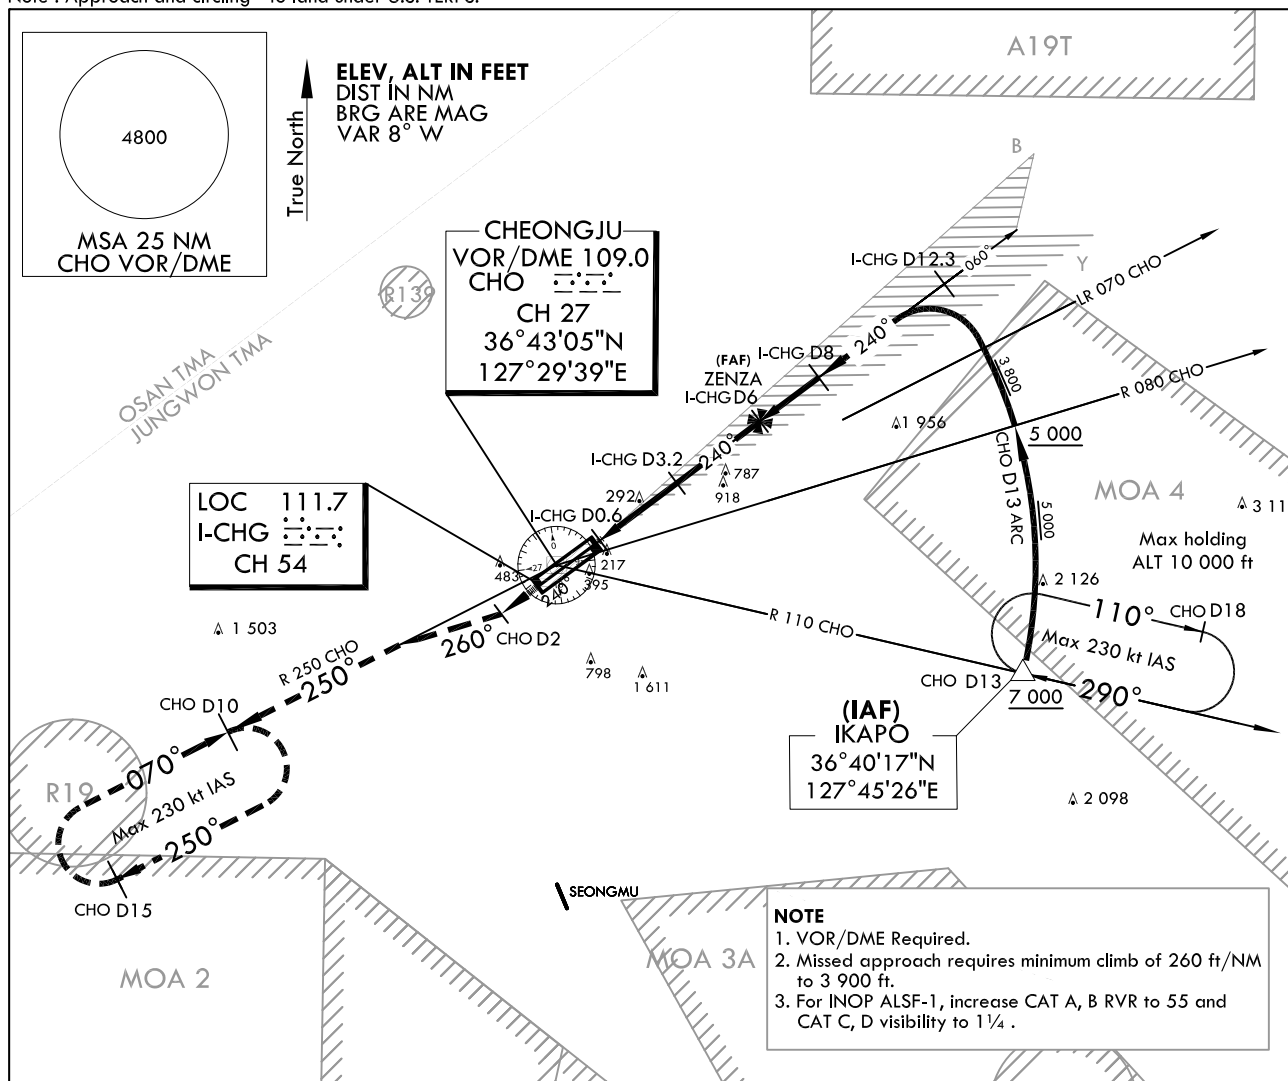 A19T
4800
MSA 25 NM
CHO VOR/DME
True North
ELEV, ALT IN FEET
DIST IN NM
BRG ARE MAG
VAR 8° W
B
CHEONGJU
VOR/DME 109.0
CHO
CH 27
36°43'05"N
127°29'39"E
R139
I-CHG D12.3
060°
Y
LR 070 CHO
OSAN TMA
JUNGWON TMA
240°
(FAF)
I-CHG D8
ZENZA
I-CHG D6
3 800
R 080 CHO
1 956
5 000
240°
CHO D13 ARC
5 000
I-CHG D3.2
787
918
292
MOA 4
3 11
LOC 111.7
I-CHG
CH 54
I-CHG D0.6
0
27
217
395
483
240°
Max holding
ALT 10 000 ft
2 126
110°
CHO D18
Max 230 kt IAS
R 110 CHO
1 503
260°
CHO D2
R 250 CHO
250°
798
1 611
CHO D13
7 000
290°
CHO D10
(IAF)
IKAPO
36°40'17"N
127°45'26"E
070°
R19
Max 230 kt IAS
250°
2 098
CHO D15
SEONGMU
MOA 2
MOA 3A
NOTE
1. VOR/DME Required.
2. Missed approach requires minimum climb of 260 ft/NM
to 3 900 ft.
3. For INOP ALSF-1, increase CAT A, B RVR to 55 and
CAT C, D visibility to 1¼ .